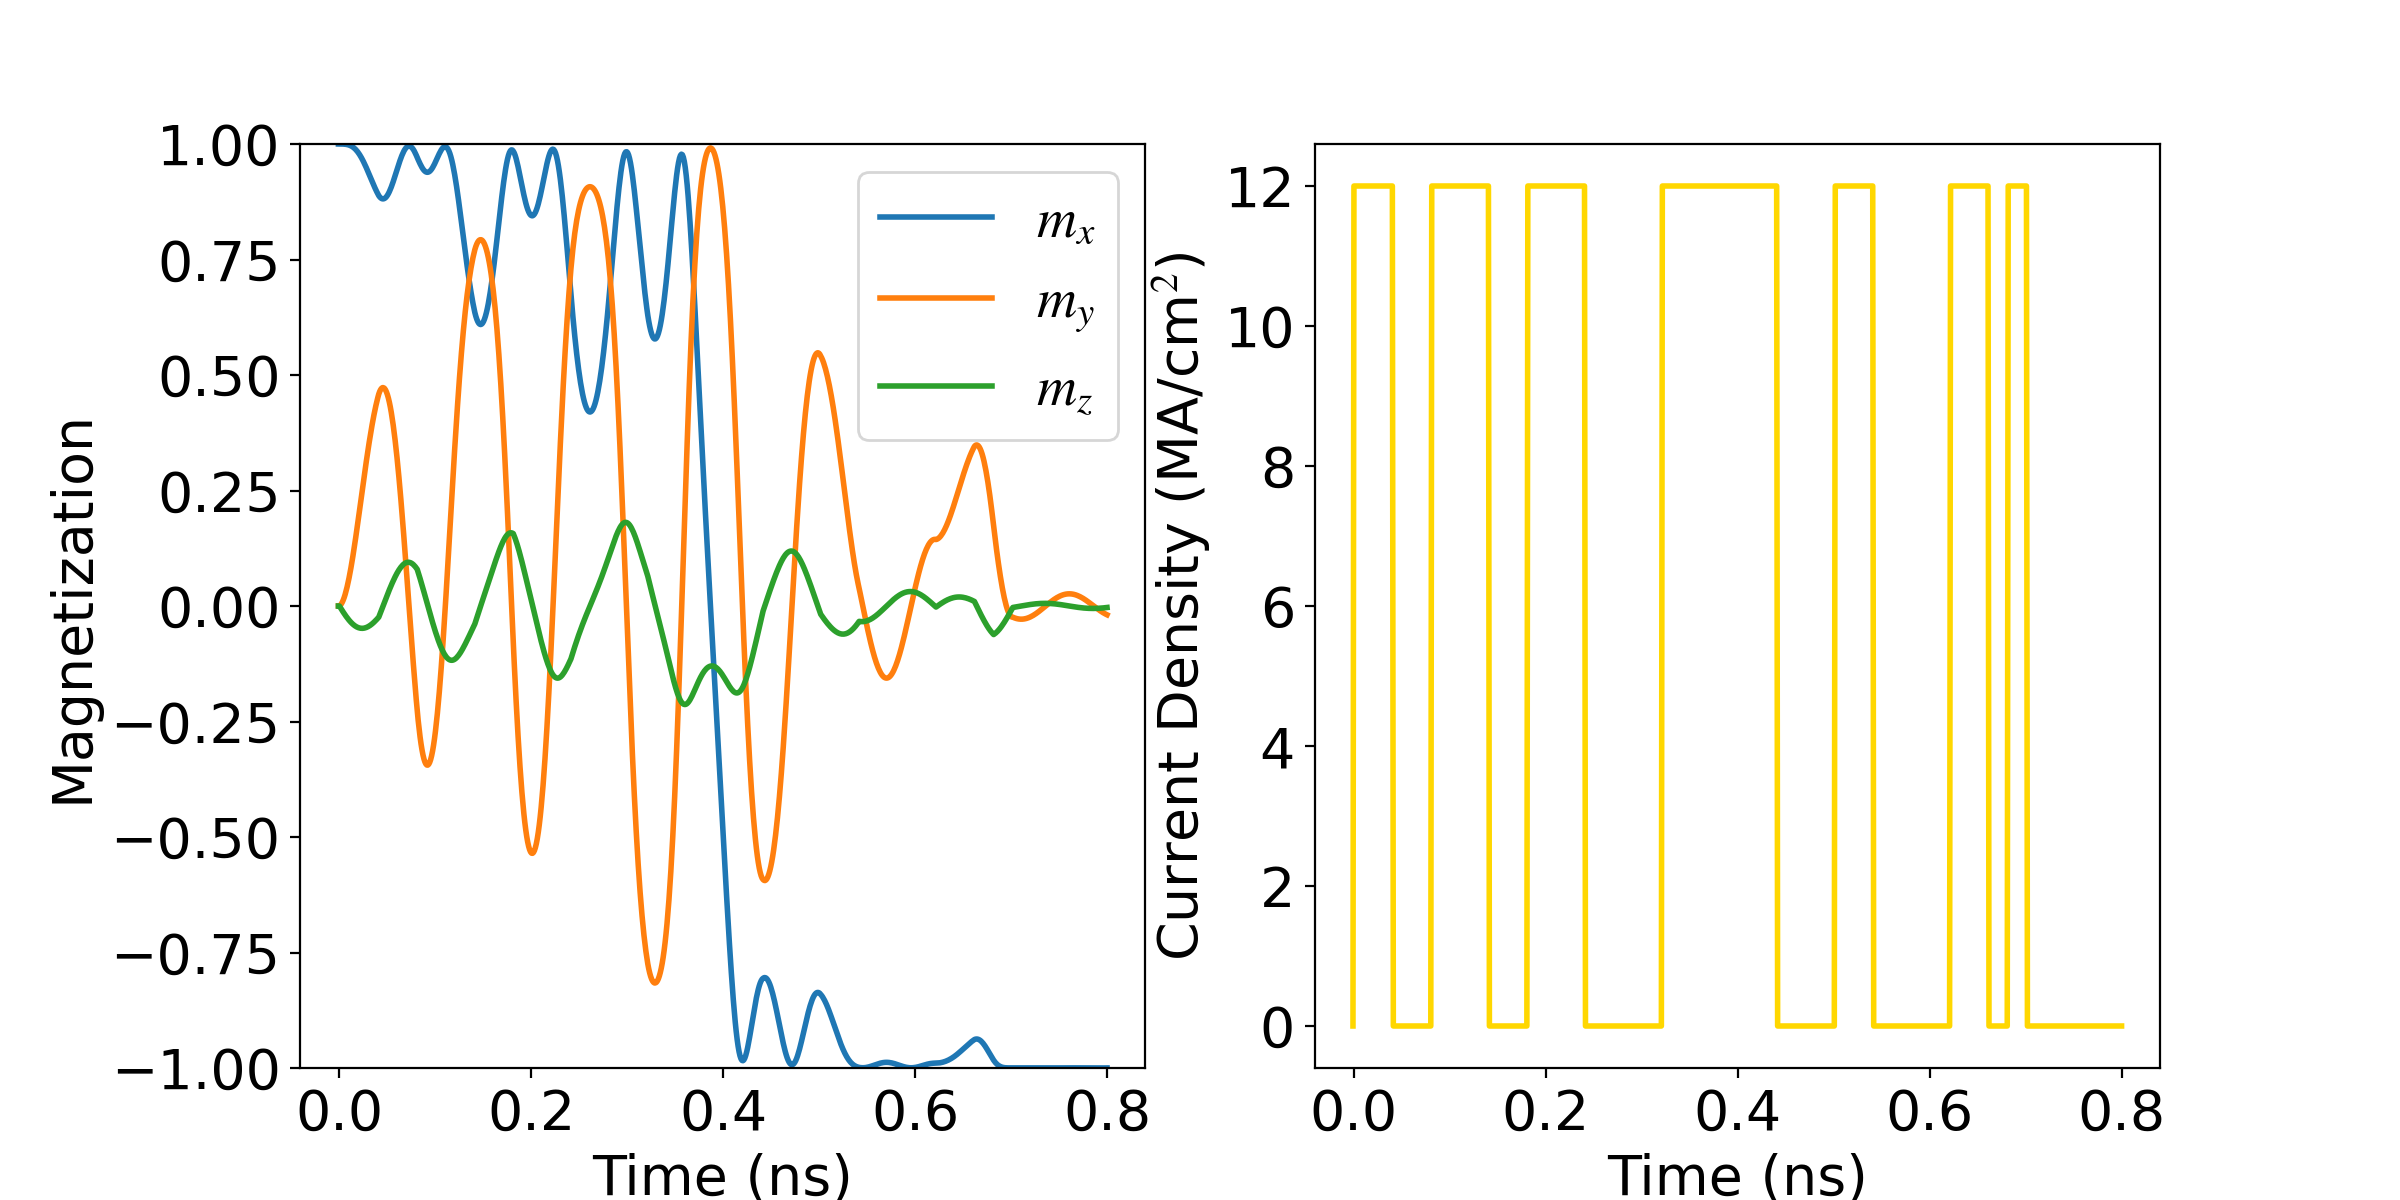 1.00
0.75
0.50
0.25
0.00
−0.25
−0.50
−0.75
−1.00
Magnetization
0.0 0.2 0.4 0.6 0.8
Time (ns)
m_x
m_y
m_z
Current Density (MA/cm²)
12
10
8
6
4
2
0
0.0 0.2 0.4 0.6 0.8
Time (ns)